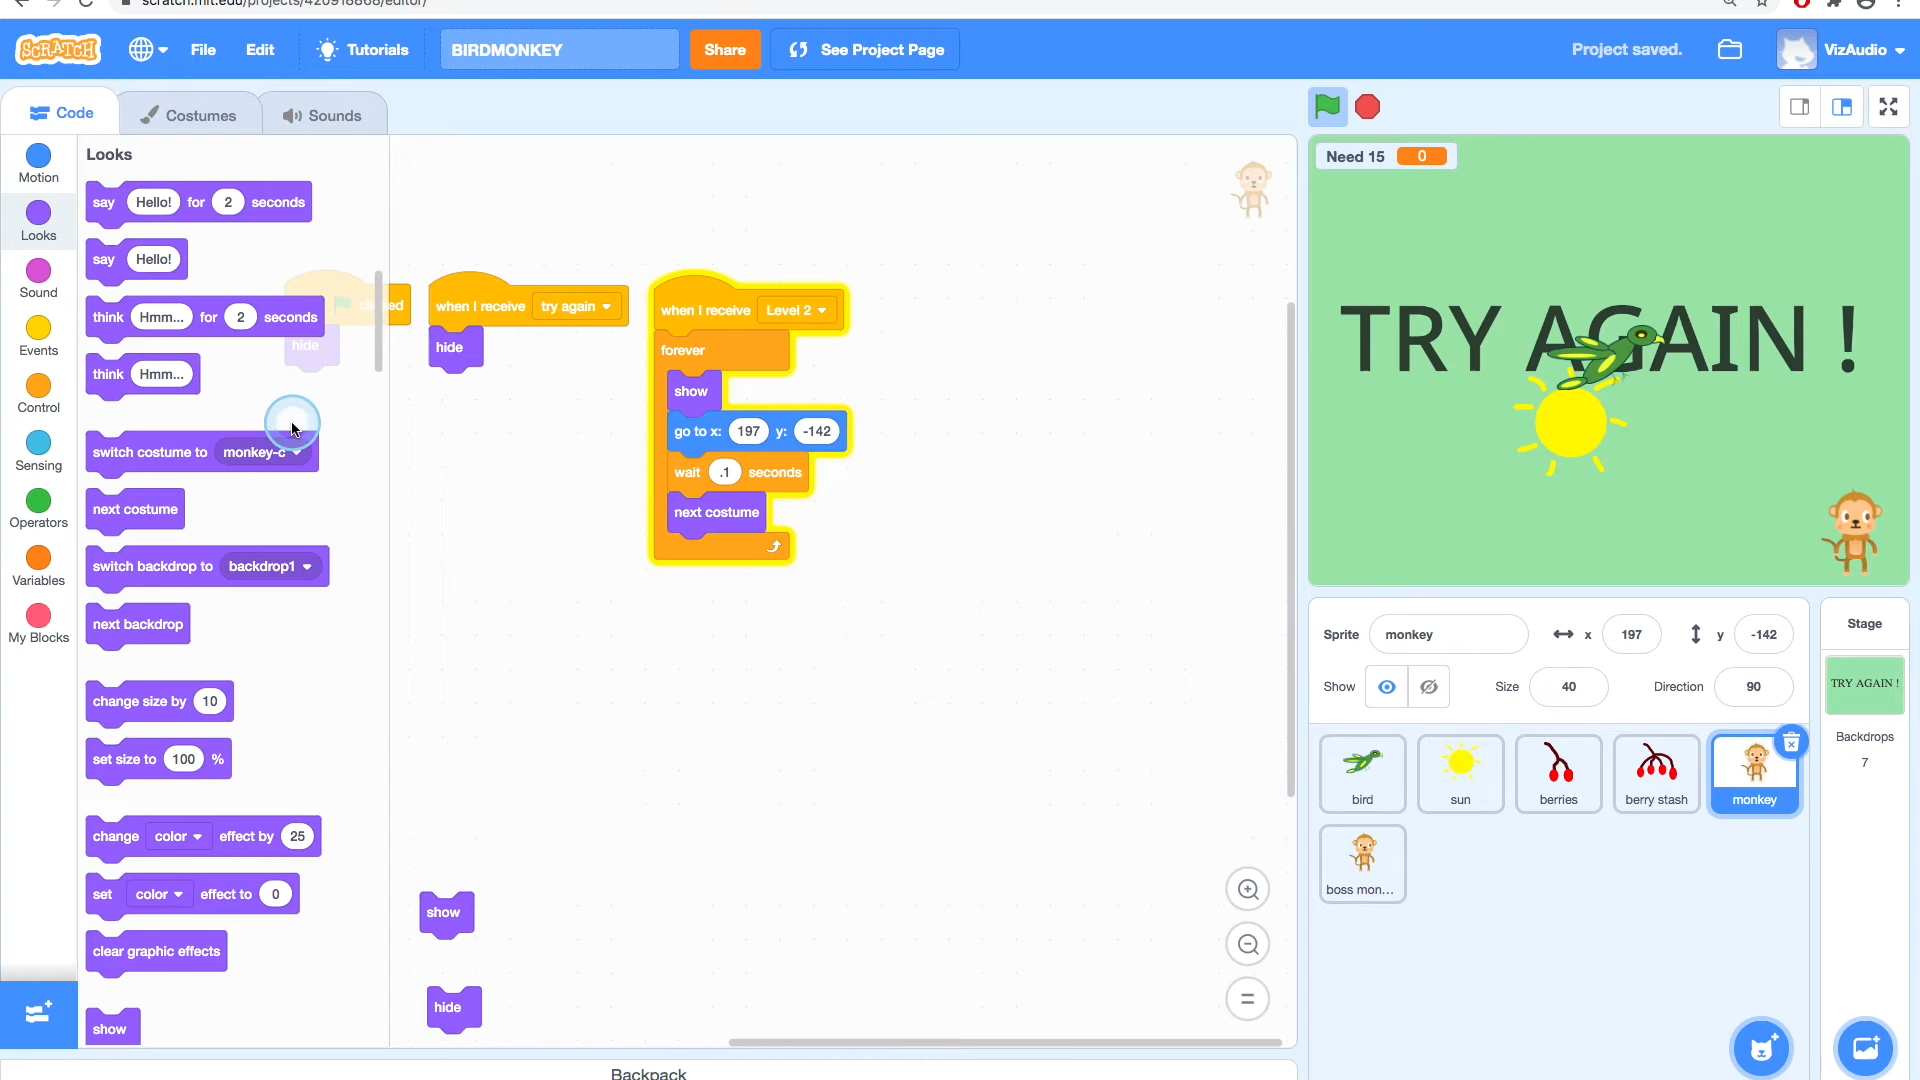 scratch.mit.edu/projects/420918868/editor/
SCRATCH
File
Edit
Tutorials
BIRDMONKEY
Share
See Project Page
Project saved.
VizAudio
Code
Costumes
Sounds
Motion
Looks
Sound
Events
Control
Sensing
Operators
Variables
My Blocks
Looks
say Hello! for 2 seconds
say Hello!
think Hmm... for 2 seconds
think Hmm...
switch costume to monkey-c
next costume
switch backdrop to backdrop1
next backdrop
change size by 10
set size to 100 %
change color effect by 25
set color effect to 0
clear graphic effects
show
hide
when I receive try again
hide
when I receive Level 2
forever
show
go to x: 197 y: -142
wait .1 seconds
next costume
show
hide
Backpack
Need 15 0
TRY AGAIN !
Sprite monkey x 197 y -142
Show Size 40 Direction 90
bird
sun
berries
berry stash
monkey
boss mon...
Stage
TRY AGAIN !
Backdrops
7